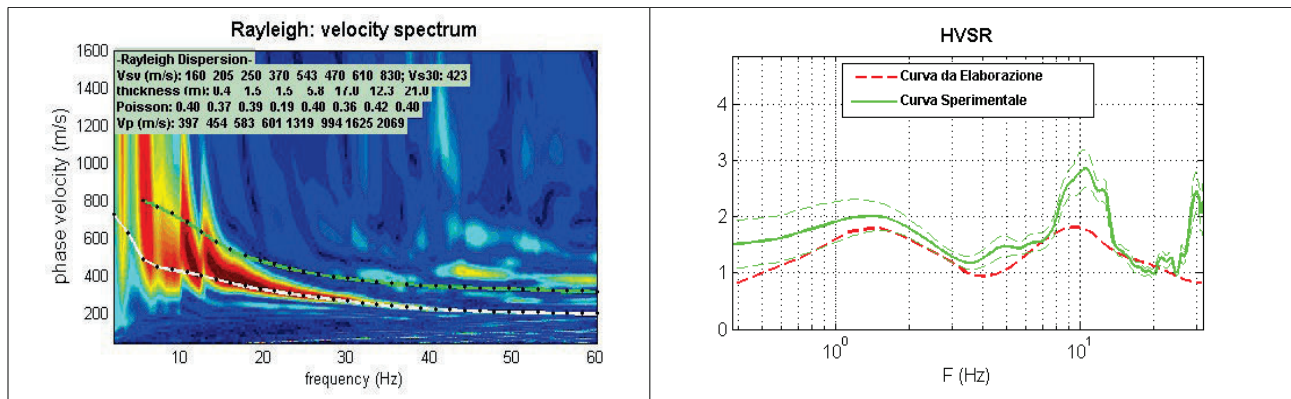 Rayleigh: velocity spectrum
1600
1400
1200
1000
800
600
400
200
phase velocity (m/s)
-Rayleigh Dispersion-
Vsv (m/s): 160 205 250 370 543 470 610 830; Vs30: 423
thickness (m): 0.4 1.5 1.5 5.8 17.0 12.3 21.0
Poisson: 0.40 0.37 0.39 0.19 0.40 0.36 0.42 0.40
Vp (m/s): 397 454 583 601 1319 994 1625 2069
10 20 30 40 50 60
frequency (Hz)
HVSR
Curva da Elaborazione
Curva Sperimentale
4
3
2
1
0
10⁰ 10¹
F (Hz)